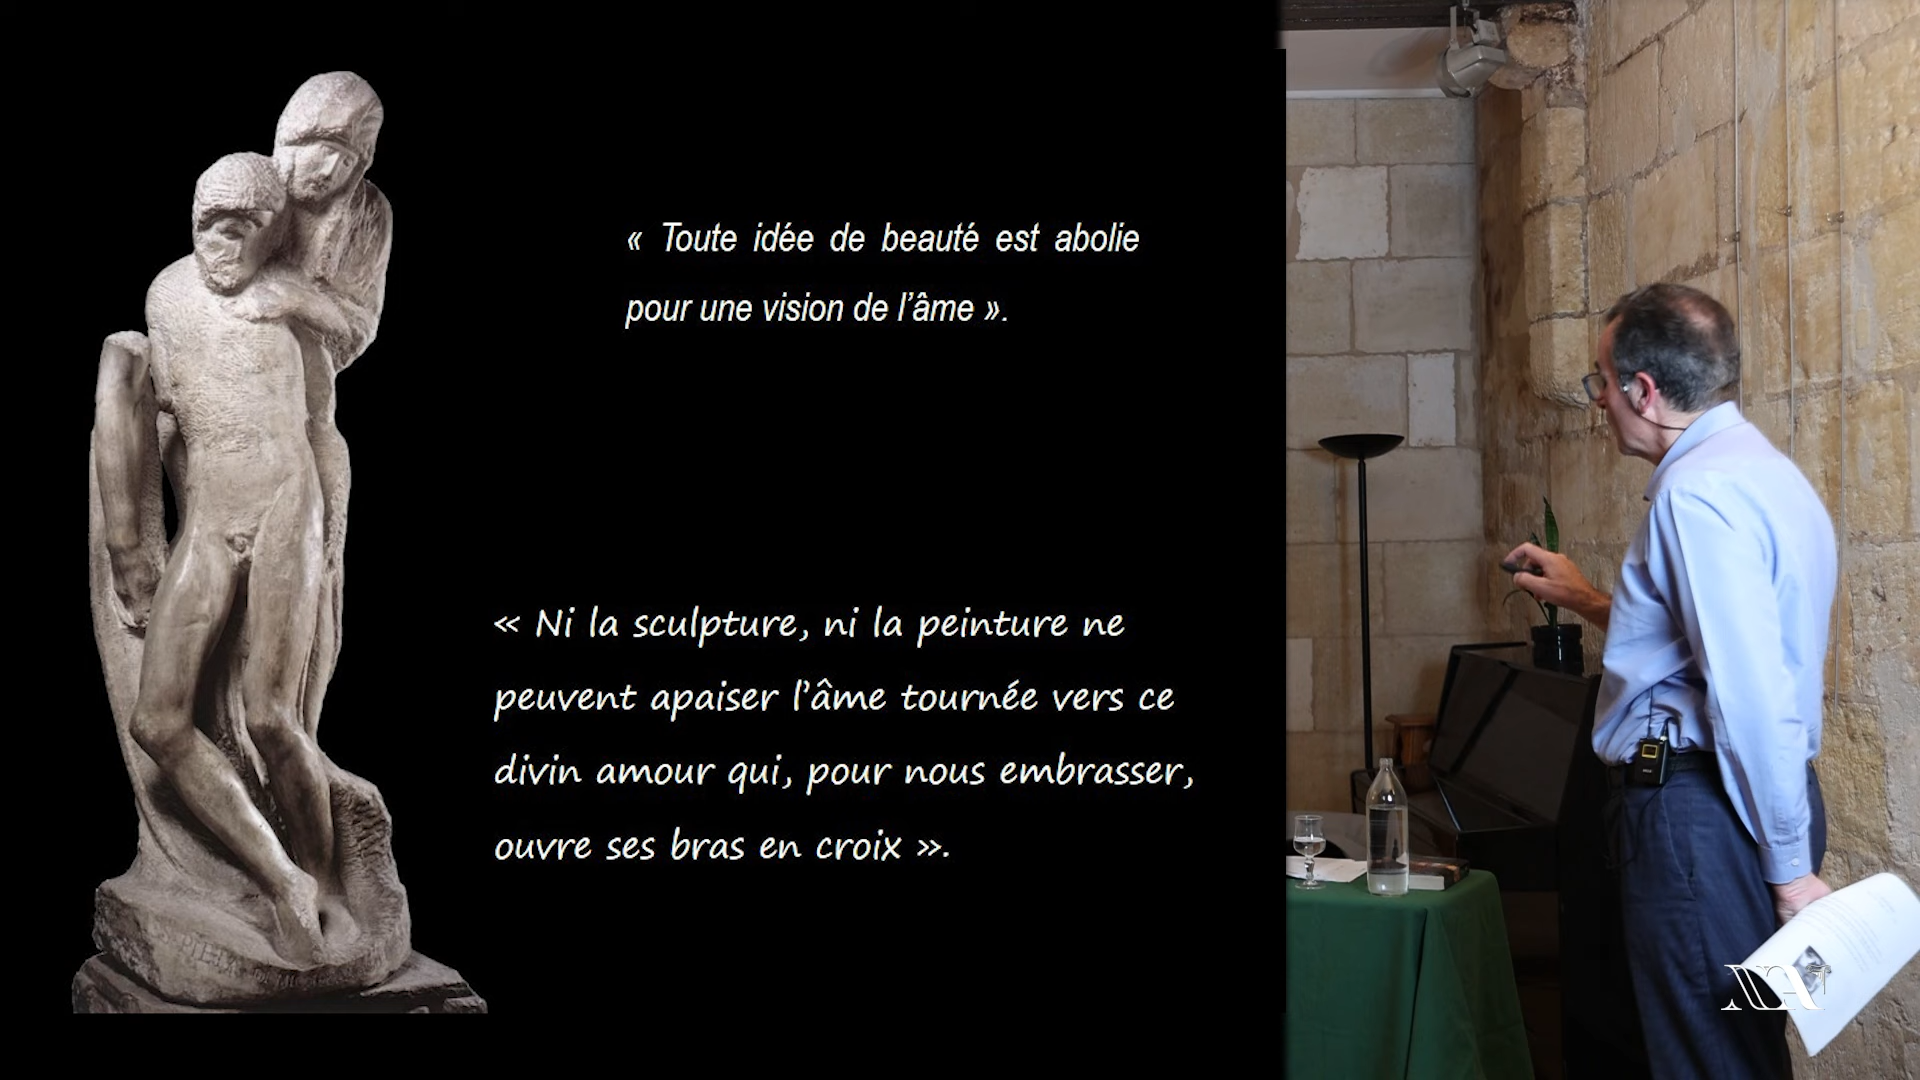 « Toute idée de beauté est abolie
pour une vision de l’âme ».
« Ni la sculpture, ni la peinture ne
peuvent apaiser l’âme tournée vers ce
divin amour qui, pour nous embrasser,
ouvre ses bras en croix ».